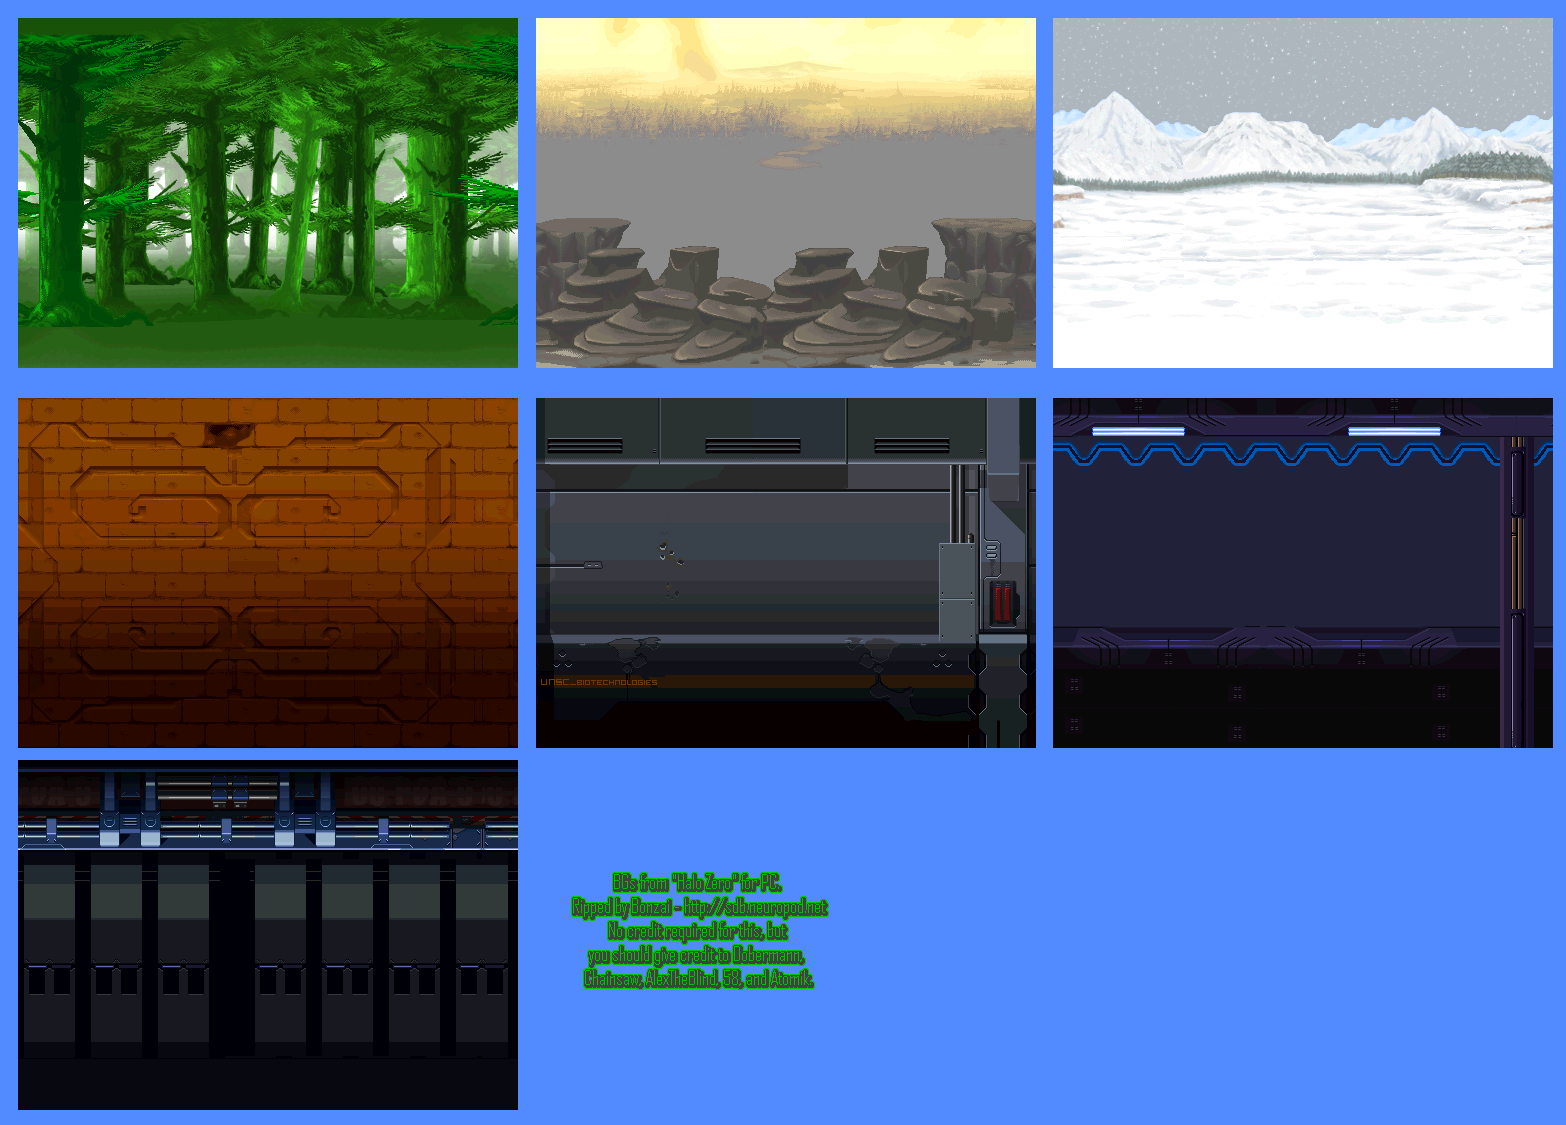 UNSC_BIOTECHNOLOGIES
BGs from "Halo Zero" for PC.
Ripped by Bonzai - http://sdb.neuropod.net
No credit required for this, but
you should give credit to Dobermann,
Chainsaw, AlexTheBlind, 58, and Atomik.